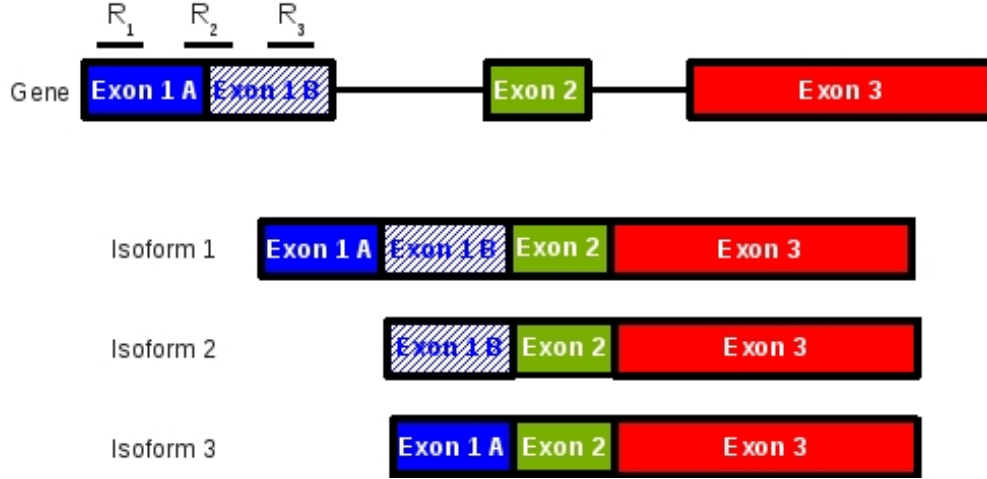 R1 R2 R3
Gene Exon 1 A Exon 1 B Exon 2 Exon 3
Isoform 1 Exon 1 A Exon 1 B Exon 2 Exon 3
Isoform 2 Exon 1 B Exon 2 Exon 3
Isoform 3 Exon 1 A Exon 2 Exon 3